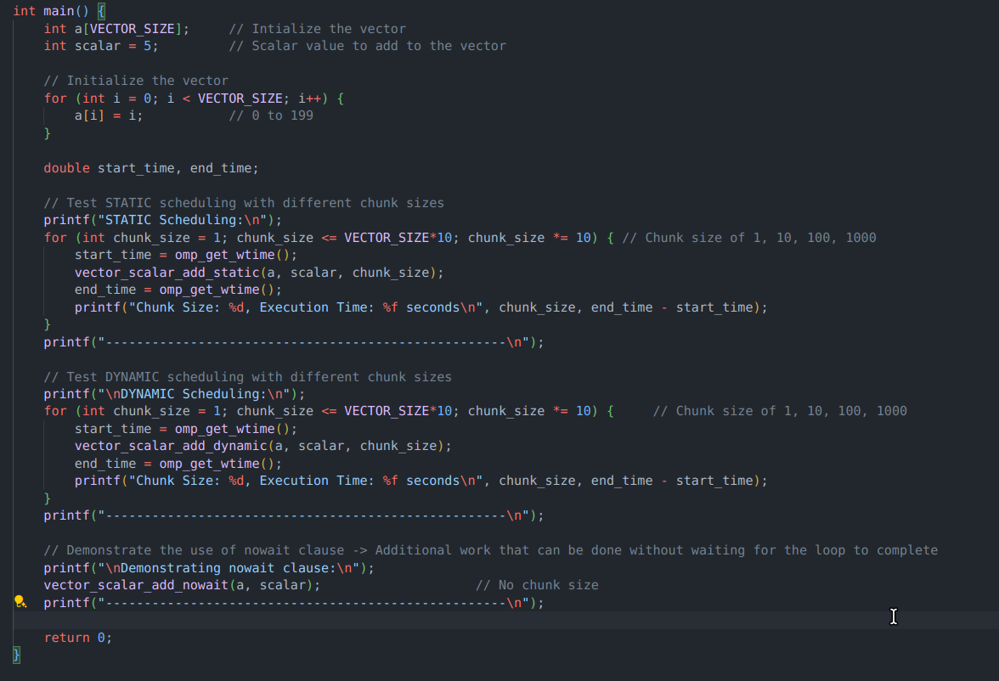 int main() {
    int a[VECTOR_SIZE];     // Intialize the vector
    int scalar = 5;         // Scalar value to add to the vector

    // Initialize the vector
    for (int i = 0; i < VECTOR_SIZE; i++) {
        a[i] = i;           // 0 to 199
    }

    double start_time, end_time;

    // Test STATIC scheduling with different chunk sizes
    printf("STATIC Scheduling:\n");
    for (int chunk_size = 1; chunk_size <= VECTOR_SIZE*10; chunk_size *= 10) { // Chunk size of 1, 10, 100, 1000
        start_time = omp_get_wtime();
        vector_scalar_add_static(a, scalar, chunk_size);
        end_time = omp_get_wtime();
        printf("Chunk Size: %d, Execution Time: %f seconds\n", chunk_size, end_time - start_time);
    }
    printf("----------------------------------------------------\n");

    // Test DYNAMIC scheduling with different chunk sizes
    printf("\nDYNAMIC Scheduling:\n");
    for (int chunk_size = 1; chunk_size <= VECTOR_SIZE*10; chunk_size *= 10) {     // Chunk size of 1, 10, 100, 1000
        start_time = omp_get_wtime();
        vector_scalar_add_dynamic(a, scalar, chunk_size);
        end_time = omp_get_wtime();
        printf("Chunk Size: %d, Execution Time: %f seconds\n", chunk_size, end_time - start_time);
    }
    printf("----------------------------------------------------\n");

    // Demonstrate the use of nowait clause -> Additional work that can be done without waiting for the loop to complete
    printf("\nDemonstrating nowait clause:\n");
    vector_scalar_add_nowait(a, scalar);                    // No chunk size
    printf("----------------------------------------------------\n");

    return 0;
}